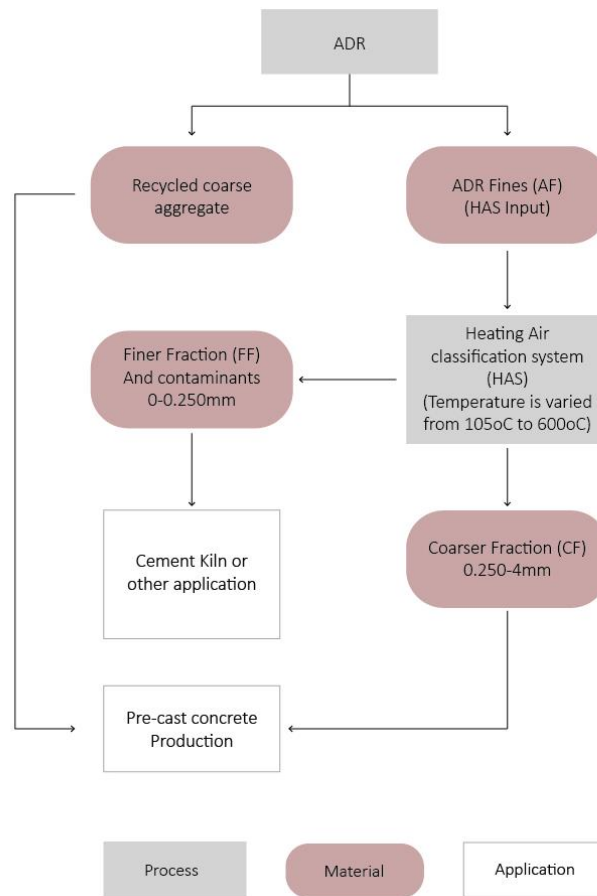 ADR
Recycled coarse
aggregate
ADR Fines (AF)
(HAS Input)
Finer Fraction (FF)
And contaminants
0-0.250mm
Heating Air
classification system
(HAS)
(Temperature is varied
from 105oC to 600oC)
Cement Kiln or
other application
Coarser Fraction (CF)
0.250-4mm
Pre-cast concrete
Production
Process
Material
Application